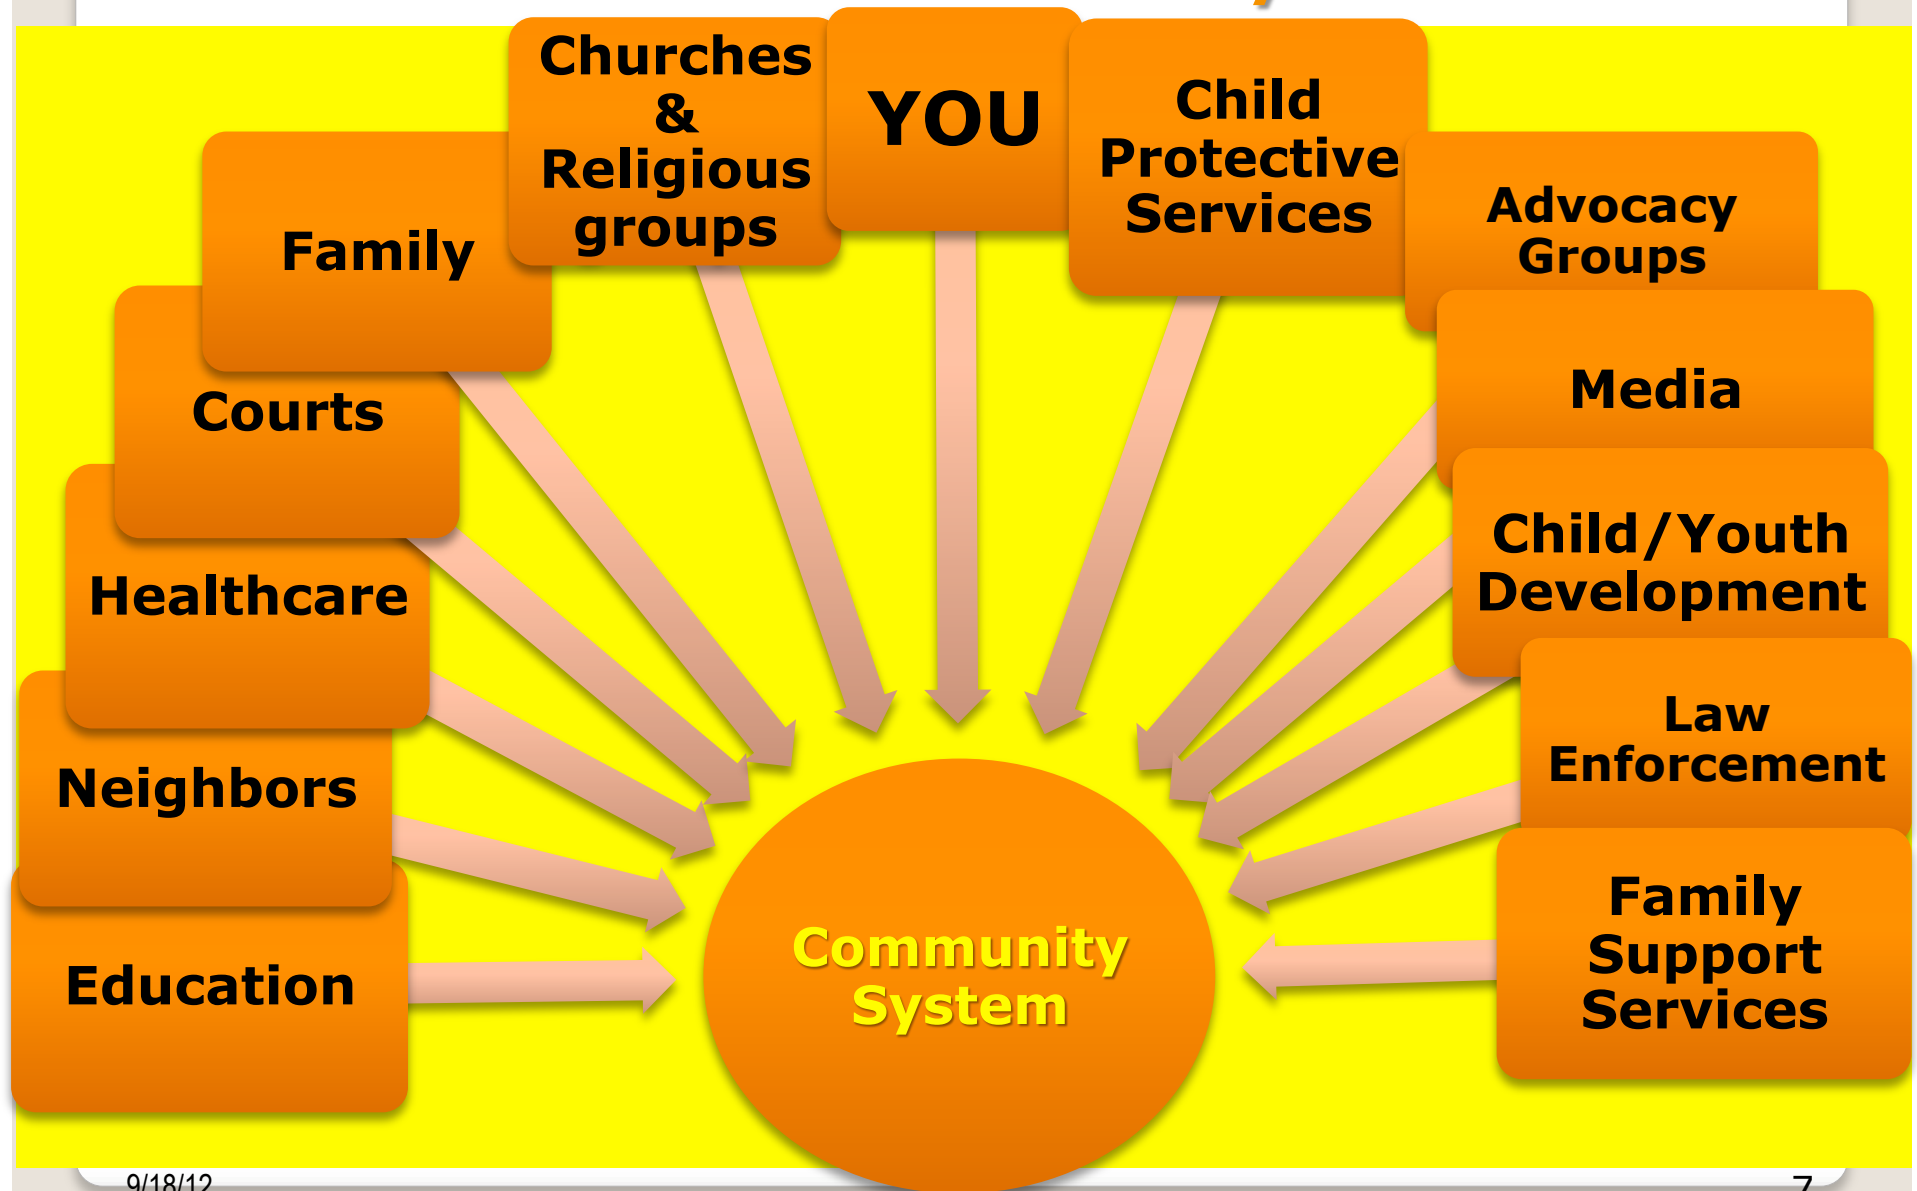 Churches
&
Religious
groups
YOU
Child
Protective
Services
Advocacy
Groups
Family
Media
Courts
Child/Youth
Development
Healthcare
Law
Enforcement
Neighbors
Family
Support
Services
Education
Community
System
9/18/12
7